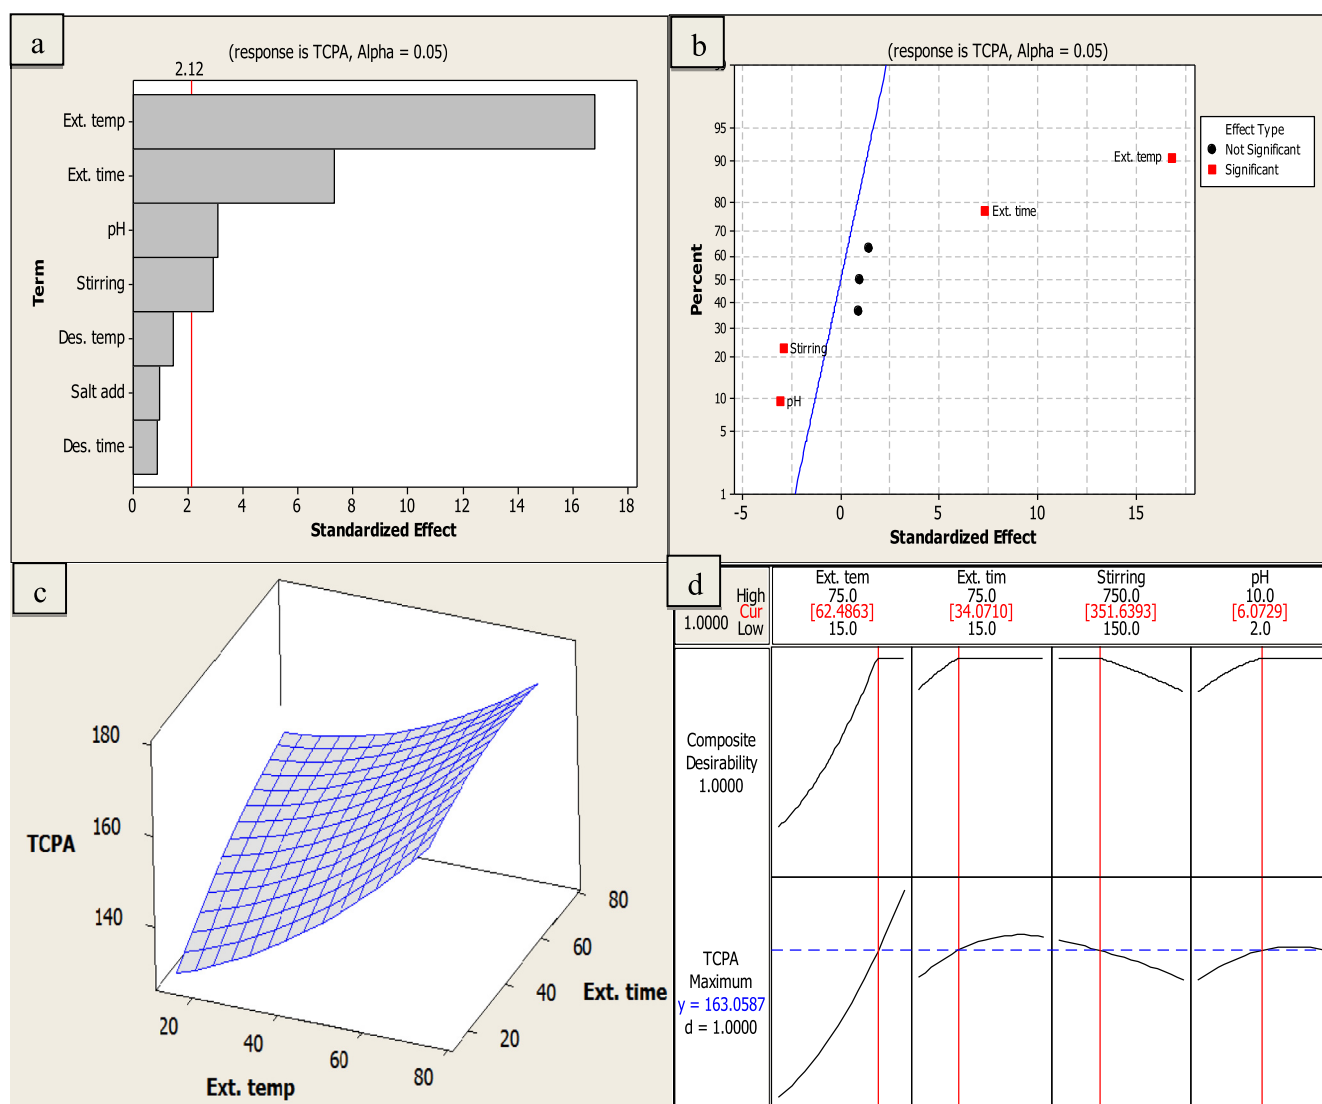 a
(response is TCPA, Alpha = 0.05)
2.12
Term
Ext. temp
Ext. time
pH
Stirring
Des. temp
Salt add
Des. time
0 2 4 6 8 10 12 14 16 18
Standardized Effect
b
(response is TCPA, Alpha = 0.05)
Percent
95
90
80
70
60
50
40
30
20
10
5
1
Ext. temp
Ext. time
Stirring
pH
-5 0 5 10 15
Standardized Effect
Effect Type
Not Significant
Significant
c
180
160
140
TCPA
20
40
60
80
Ext. temp
20
40
60
80
Ext. time
d
Ext. tem Ext. tim Stirring pH
High 75.0 75.0 750.0 10.0
1.0000 Cur [62.4863] [34.0710] [351.6393] [6.0729]
Low 15.0 15.0 150.0 2.0
Composite
Desirability
1.0000
TCPA
Maximum
y = 163.0587
d = 1.0000